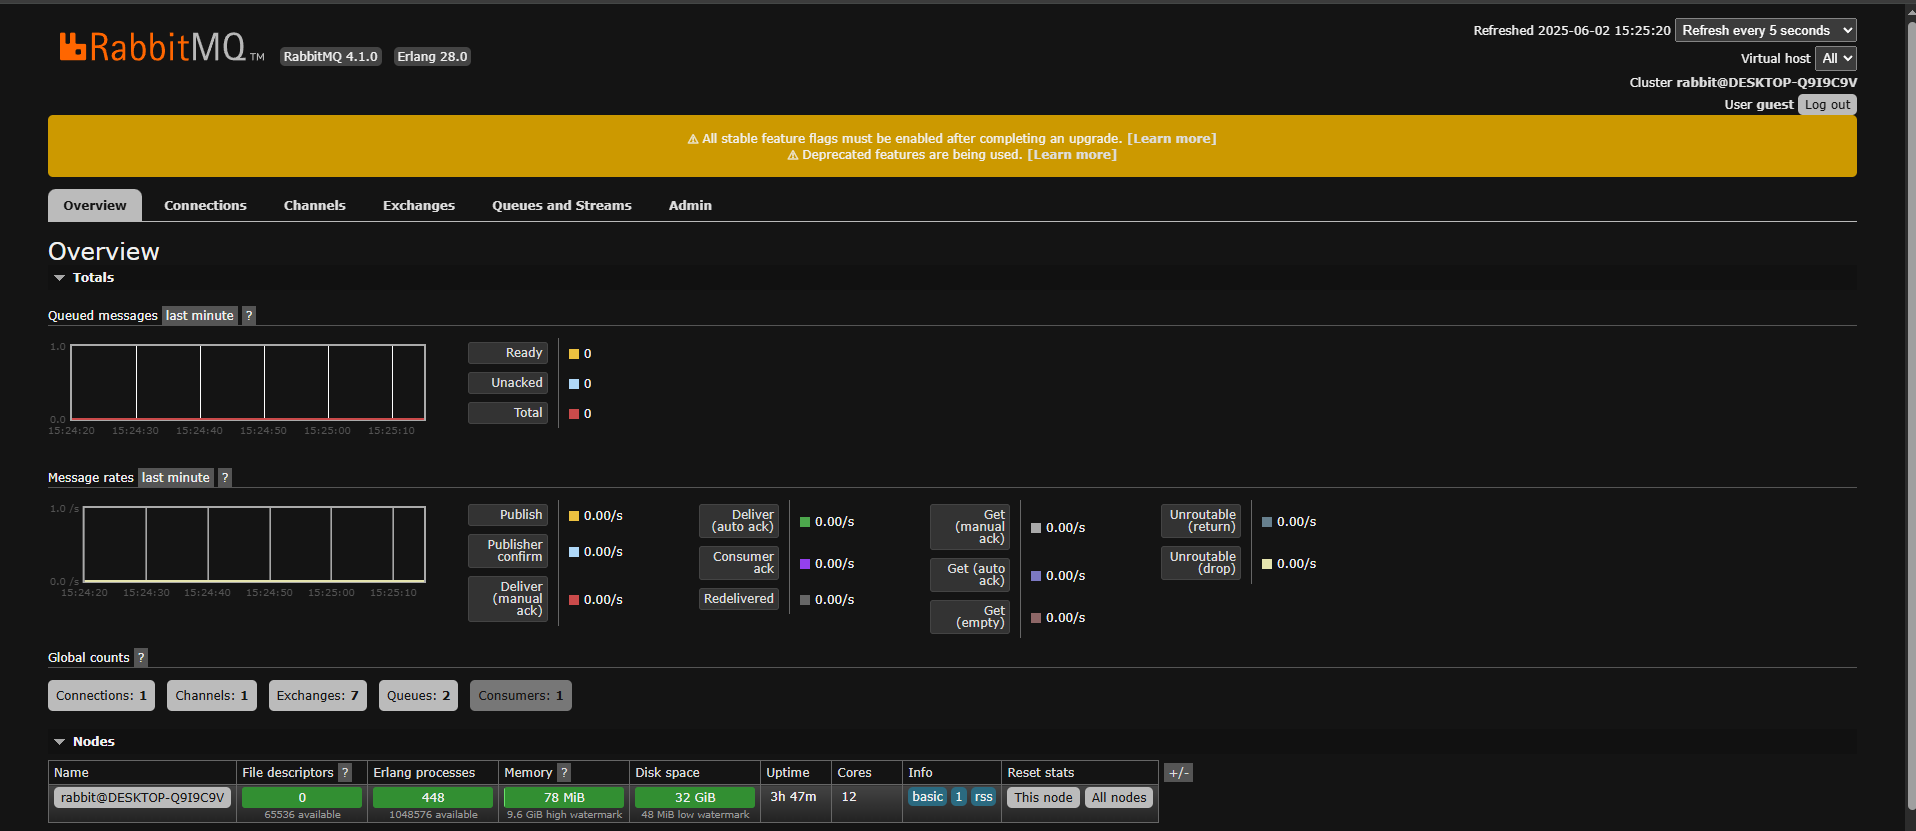 RabbitMQ TM RabbitMQ 4.1.0 Erlang 28.0
Refreshed 2025-06-02 15:25:20 Refresh every 5 seconds
Virtual host All
Cluster rabbit@DESKTOP-Q9I9C9V
User guest Log out
⚠ All stable feature flags must be enabled after completing an upgrade. [Learn more]
⚠ Deprecated features are being used. [Learn more]
Overview Connections Channels Exchanges Queues and Streams Admin
Overview
Totals
Queued messages last minute ?
1.0
0.0
15:24:20 15:24:30 15:24:40 15:24:50 15:25:00 15:25:10
Ready 0
Unacked 0
Total 0
Message rates last minute ?
1.0 /s
0.0 /s
15:24:20 15:24:30 15:24:40 15:24:50 15:25:00 15:25:10
Publish 0.00/s
Publisher
confirm 0.00/s
Deliver
(manual
ack) 0.00/s
Deliver
(auto ack) 0.00/s
Consumer
ack 0.00/s
Redelivered 0.00/s
Get
(manual
ack) 0.00/s
Get (auto
ack) 0.00/s
Get
(empty) 0.00/s
Unroutable
(return) 0.00/s
Unroutable
(drop) 0.00/s
Global counts ?
Connections: 1 Channels: 1 Exchanges: 7 Queues: 2 Consumers: 1
Nodes
Name File descriptors ? Erlang processes Memory ? Disk space Uptime Cores Info Reset stats +/-
rabbit@DESKTOP-Q9I9C9V 0 448 78 MiB 32 GiB 3h 47m 12 basic 1 rss This node All nodes
65536 available 1048576 available 9.6 GiB high watermark 48 MiB low watermark